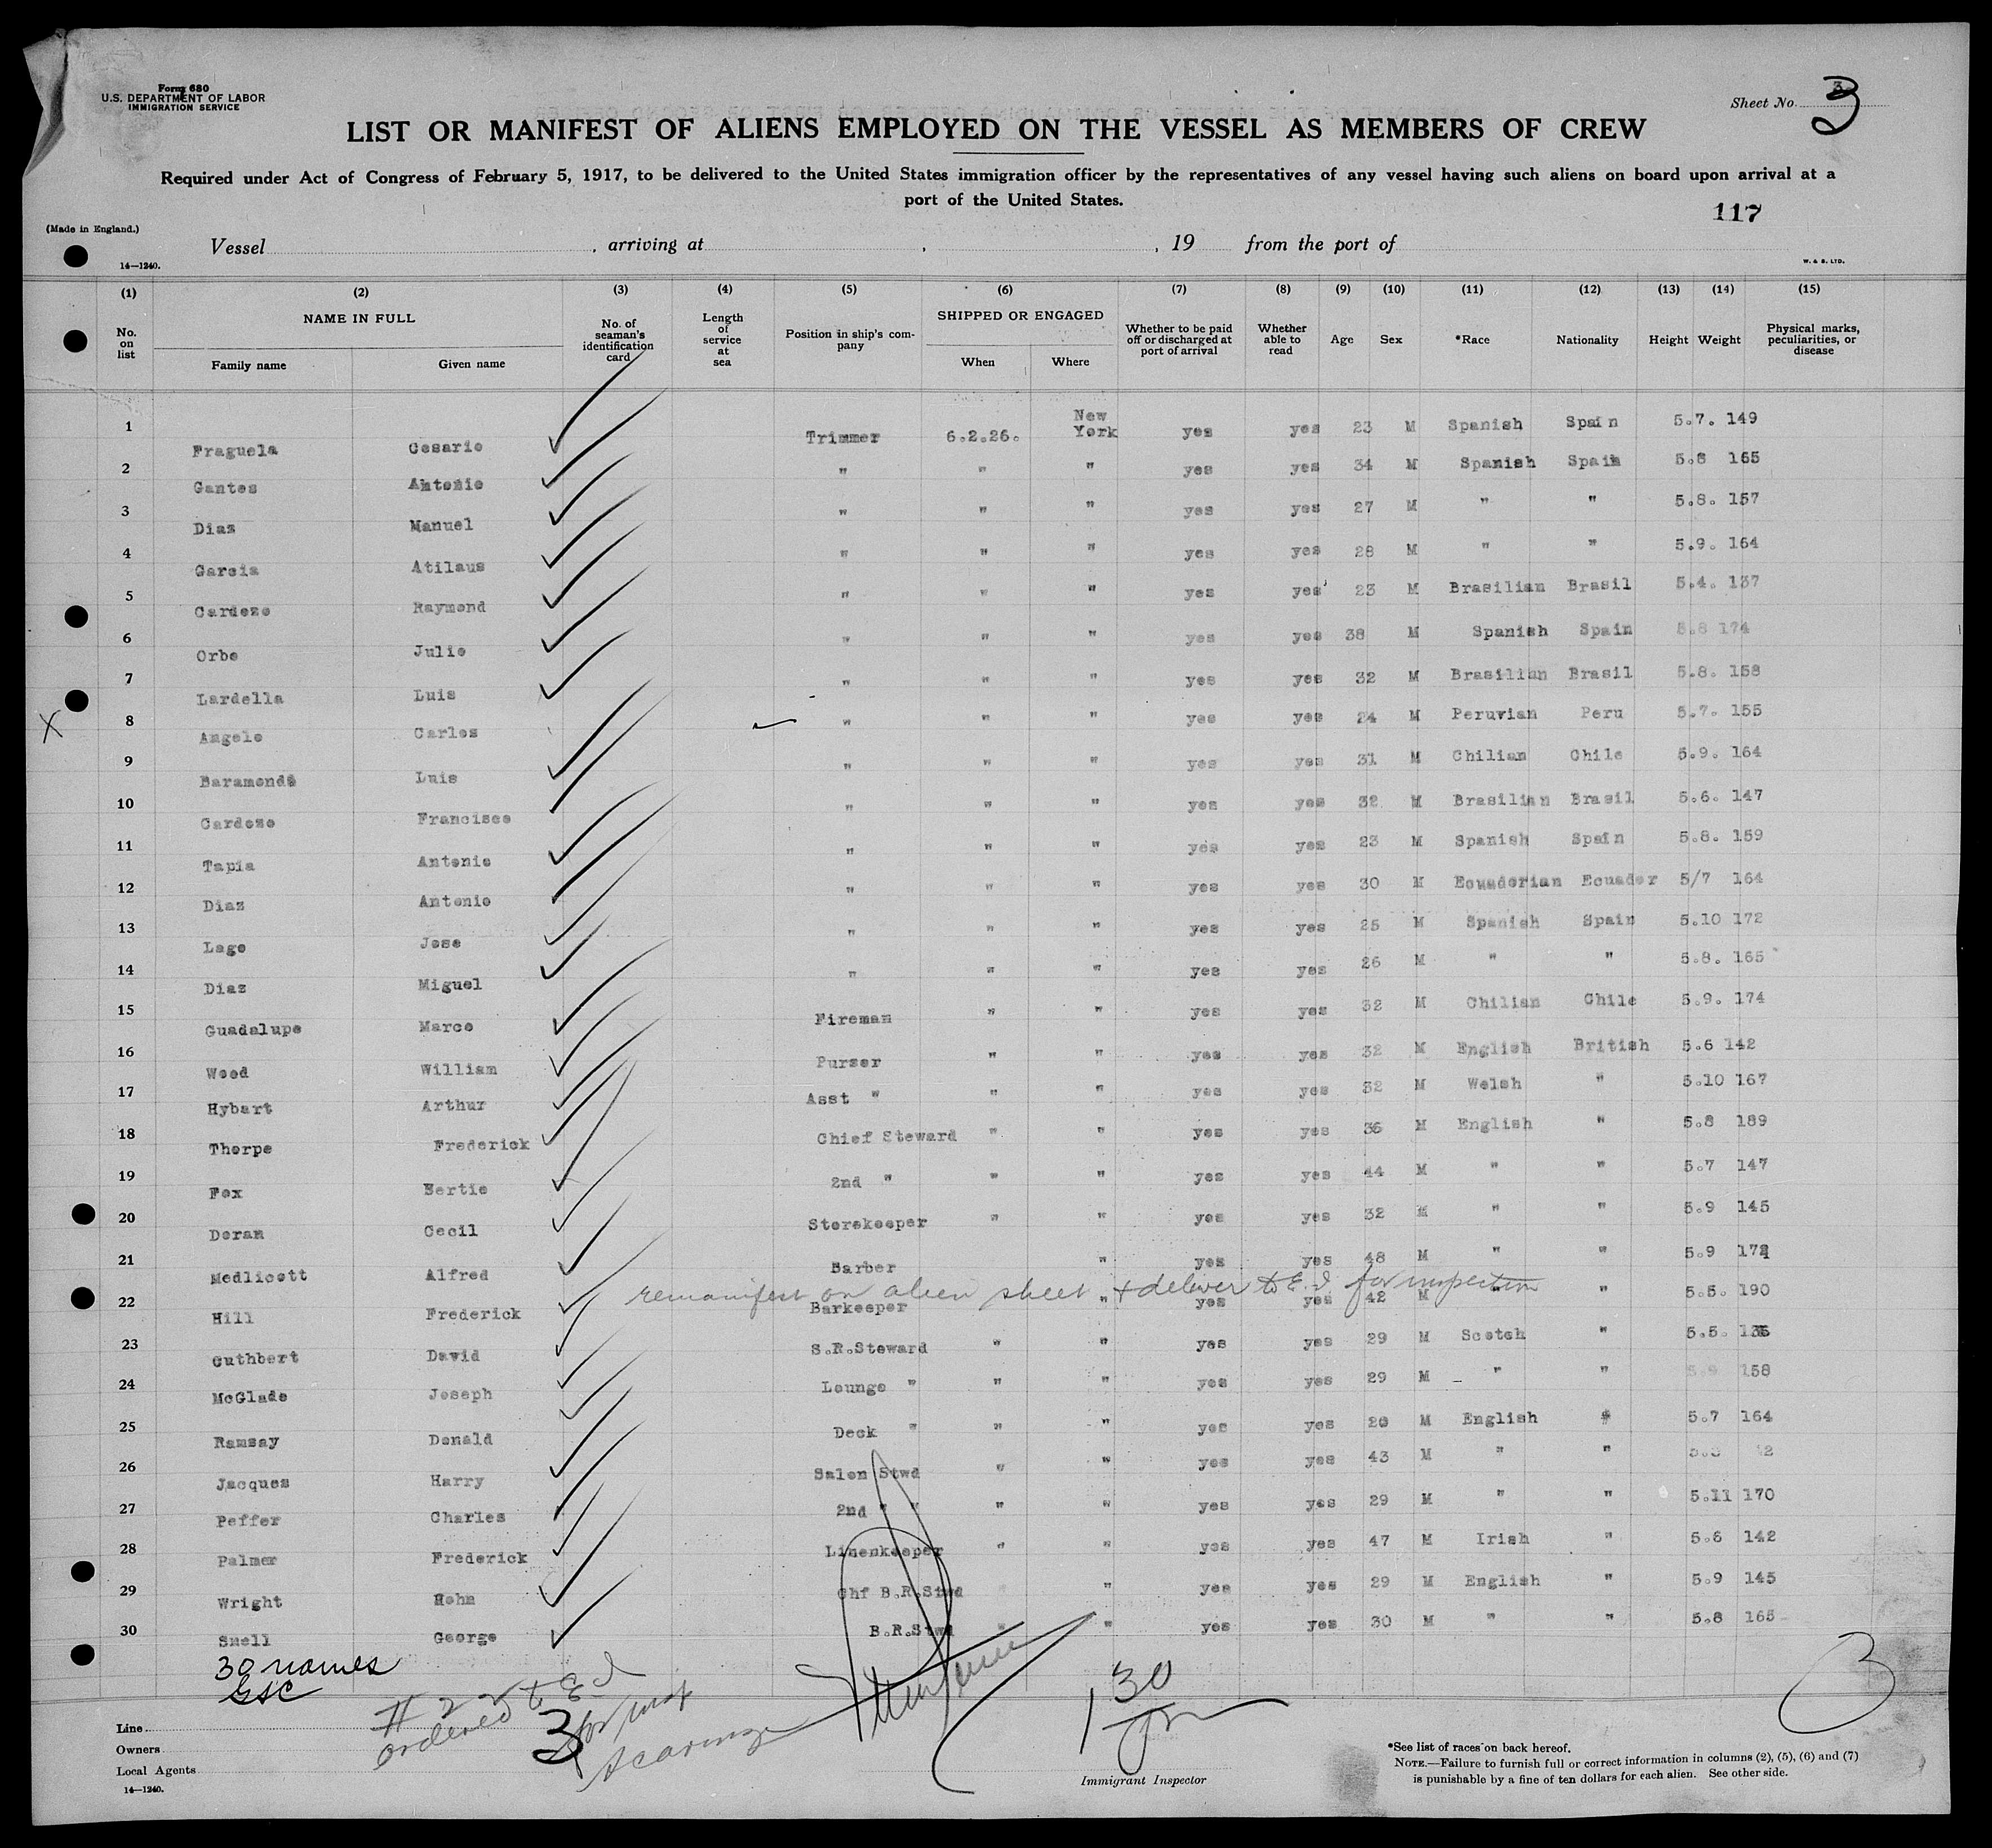 Form 680
U.S. DEPARTMENT OF LABOR
IMMIGRATION SERVICE
Sheet No. 3
LIST OR MANIFEST OF ALIENS EMPLOYED ON THE VESSEL AS MEMBERS OF CREW
Required under Act of Congress of February 5, 1917, to be delivered to the United States immigration officer by the representatives of any vessel having such aliens on board upon arrival at a
port of the United States.
117
(Made in England.)
Vessel , arriving at , , 19 from the port of
14—1240.
W. & S. LTD.
(1) (2) (3) (4) (5) (6) (7) (8) (9) (10) (11) (12) (13) (14) (15)
No. on list NAME IN FULL Family name Given name No. of seaman's identification card Length of service at sea Position in ship's company SHIPPED OR ENGAGED When Where Whether to be paid off or discharged at port of arrival Whether able to read Age Sex *Race Nationality Height Weight Physical marks, peculiarities, or disease
1 Fraguela Cesario Trimmer 6.2.26. New York yes yes 23 M Spanish Spain 5.7. 149
2 Gantes Antonio " " " yes yes 34 M Spanish Spain 5.8 165
3 Diaz Manuel " " " yes yes 27 M " " 5.8. 157
4 Garcia Atilaus " " " yes yes 28 M " " 5.9. 164
5 Cardozo Raymond " " " yes yes 23 M Brasilian Brasil 5.4. 137
6 Orbe Julio " " " yes yes 38 M Spanish Spain 5.8 174
7 Lardella Luis " " " yes yes 32 M Brasilian Brasil 5.8. 158
X 8 Angelo Carlos " " " yes yes 24 M Peruvian Peru 5.7. 155
9 Baramonda Luis " " " yes yes 31 M Chilian Chile 5.9. 164
10 Cardozo Francisco " " " yes yes 32 M Brasilian Brasil 5.6. 147
11 Tapia Antonio " " " yes yes 23 M Spanish Spain 5.8. 159
12 Diaz Antonio " " " yes yes 30 M Ecuadorian Ecuador 5/7 164
13 Lago Jose " " " yes yes 25 M Spanish Spain 5.10 172
14 Diaz Miguel " " " yes yes 26 M " " 5.8. 165
15 Guadalupe Marco Fireman " " yes yes 32 M Chilian Chile 5.9. 174
16 Wood William Purser " " yes yes 32 M English British 5.6 142
17 Hybart Arthur Asst " " " yes yes 32 M Welsh " 5.10 167
18 Thorpe Frederick Chief Steward " " yes yes 36 M English " 5.8 189
19 Fox Bertie 2nd " " " yes yes 44 M " " 5.7 147
20 Doran Cecil Storekeeper " " yes yes 32 M " " 5.9 145
21 Medlicott Alfred Barber " yes yes 48 M " " 5.9 172
remanifest on alien sheet & deliver to E.I for inspection
22 Hill Frederick Barkeeper " yes yes 42 M " " 5.5. 190
23 Cuthbert David S.R.Steward " " yes yes 29 M Scotch " 5.5.
24 McGlade Joseph Lounge " " " yes yes 29 M " " 158
25 Ramsay Donald Deck " " " yes yes 20 M English " 5.7 164
26 Jacques Harry Salon Stwd " " yes yes 43 M " "
27 Peffer Charles 2nd " " " " yes yes 29 M " " 5.11 170
28 Palmer Frederick Linenkeeper " " yes yes 47 M Irish " 5.6 142
29 Wright Hohn Chf B.R.Stwd " " yes yes 29 M English " 5.9 145
30 Snell George B.R.Stwd " " yes yes 30 M " " 5.8 165
30 names
GSC
# 22 to E.I
ordered for insp
3
1 30
3
Line
Owners
Local Agents
14—1240.
Immigrant Inspector
*See list of races on back hereof.
NOTE.—Failure to furnish full or correct information in columns (2), (5), (6) and (7)
is punishable by a fine of ten dollars for each alien. See other side.